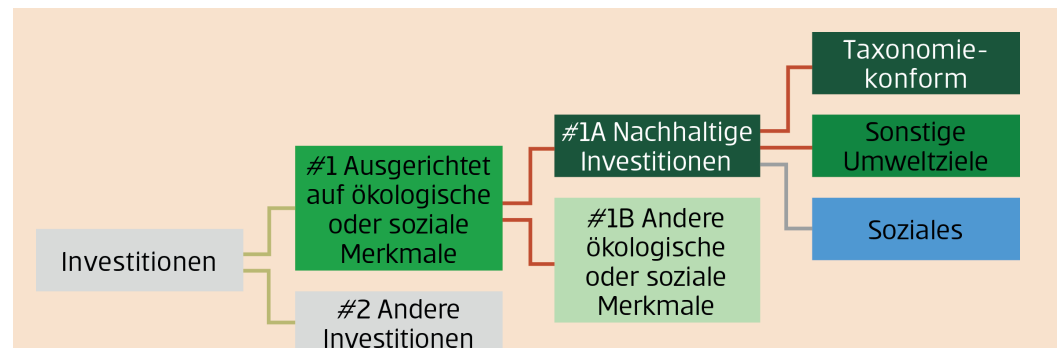 Investitionen
#1 Ausgerichtet
auf ökologische
oder soziale
Merkmale
#2 Andere
Investitionen
#1A Nachhaltige
Investitionen
#1B Andere
ökologische
oder soziale
Merkmale
Taxonomie-
konform
Sonstige
Umweltziele
Soziales